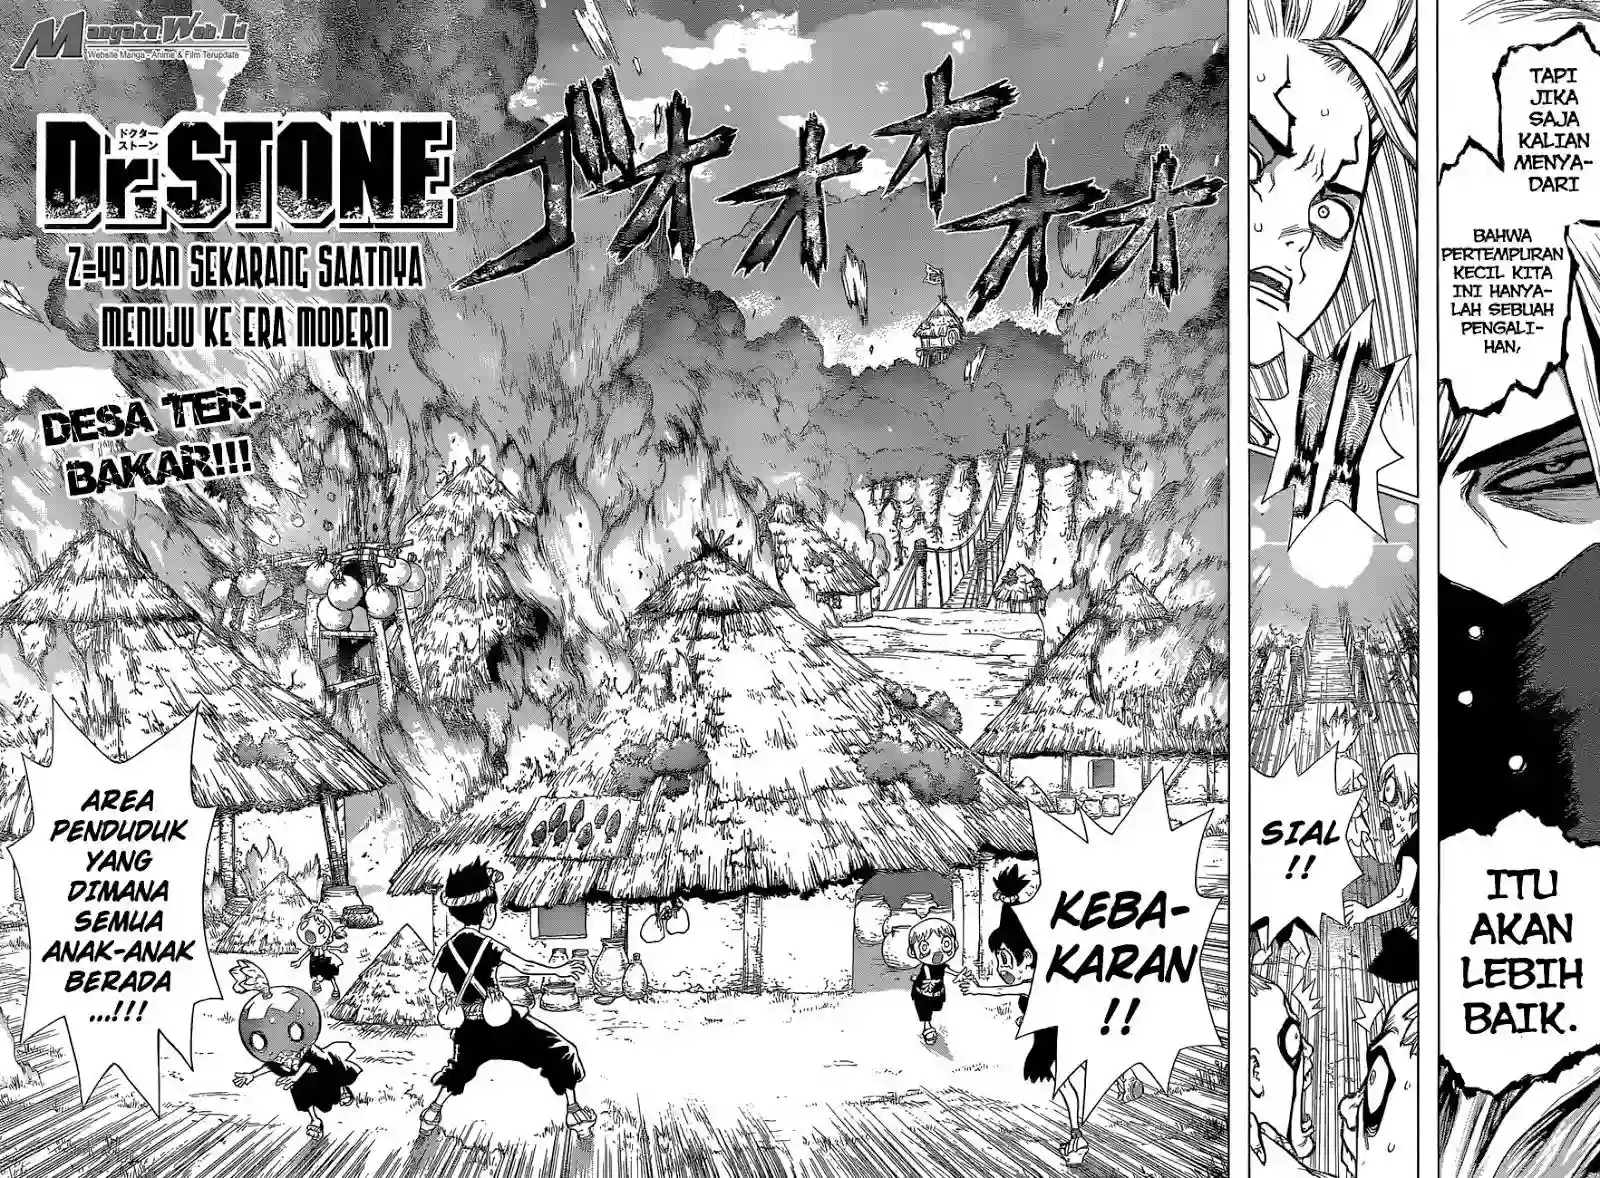 TAPI
JIKA
SAJA
KALIAN
MENYA-
DARI
BAHWA
PERTEMPURAN
KECIL KITA
INI HANYA-
LAH SEBUAH
PENGALI-
HAN,
ITU
AKAN
LEBIH
BAIK.
SIAL
!!
Mangaku Web.Id
Website Manga - Anime & Film Terupdate
Dr.STONE
ドクター
ストーン
Z=49 DAN SEKARANG SAATNYA
MENUJU KE ERA MODERN
ゴオオオオオ
DESA TER-
BAKAR!!!
KEBA-
KARAN
!!
AREA
PENDUDUK
YANG
DIMANA
SEMUA
ANAK-ANAK
BERADA
...!!!